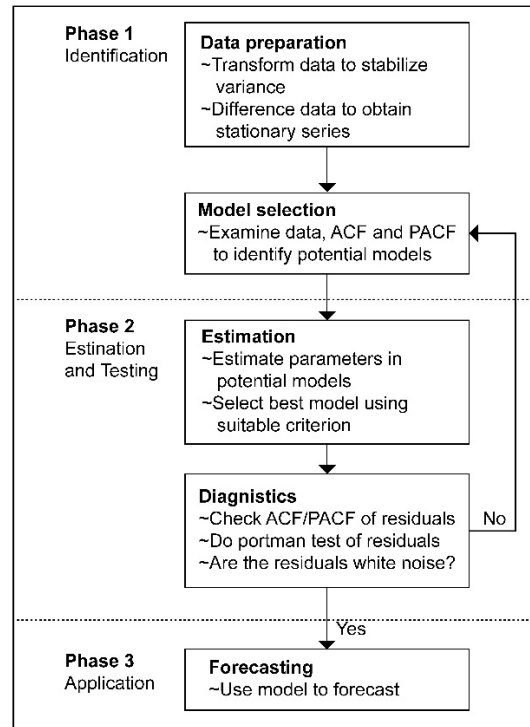 Phase 1
Identification
Data preparation
~Transform data to stabilize
variance
~Difference data to obtain
stationary series
Model selection
~Examine data, ACF and PACF
to identify potential models
Phase 2
Estination
and Testing
Estimation
~Estimate parameters in
potential models
~Select best model using
suitable criterion
Diagnostics
~Check ACF/PACF of residuals
~Do portman test of residuals
~Are the residuals white noise?
No
Yes
Phase 3
Application
Forecasting
~Use model to forecast